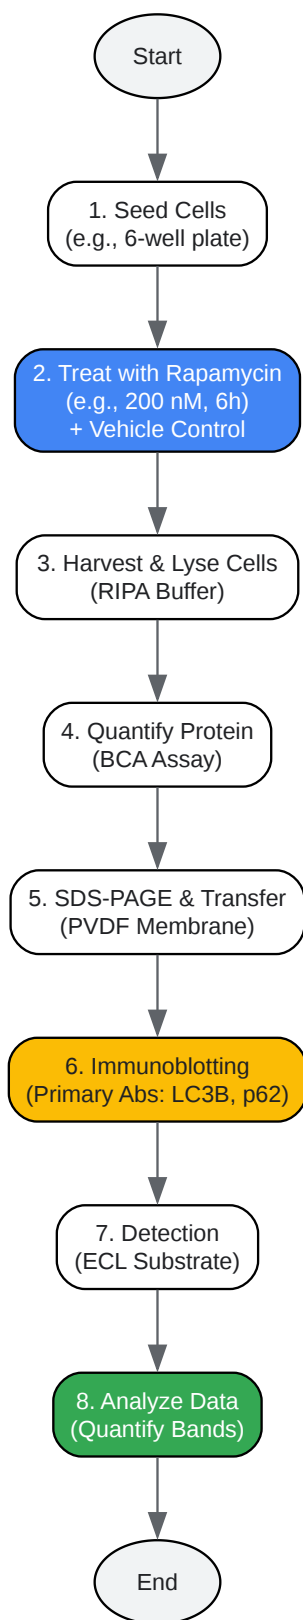 Start
1. Seed Cells
(e.g., 6-well plate)
2. Treat with Rapamycin
(e.g., 200 nM, 6h)
+ Vehicle Control
3. Harvest & Lyse Cells
(RIPA Buffer)
4. Quantify Protein
(BCA Assay)
5. SDS-PAGE & Transfer
(PVDF Membrane)
6. Immunoblotting
(Primary Abs: LC3B, p62)
7. Detection
(ECL Substrate)
8. Analyze Data
(Quantify Bands)
End